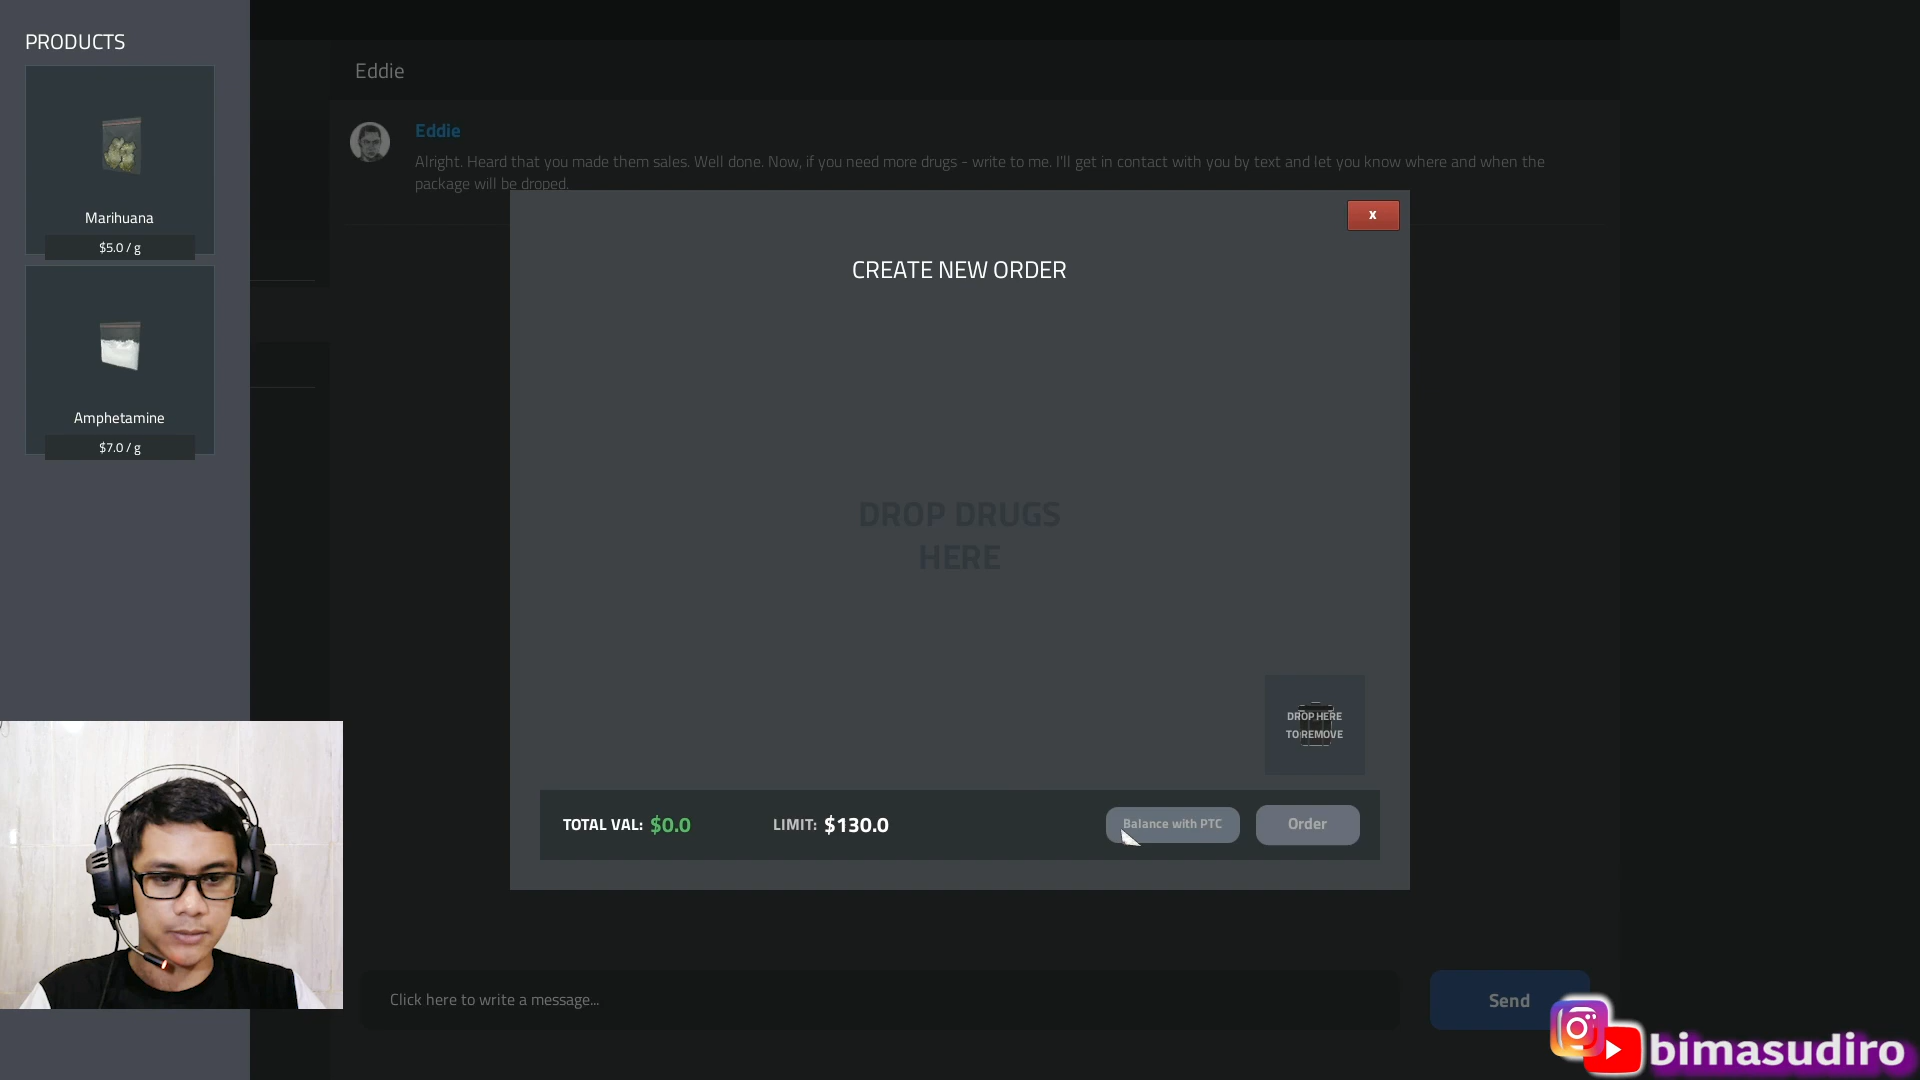 PRODUCTS
Marihuana
$5.0 / g
Amphetamine
$7.0 / g
Eddie
Eddie
Alright. Heard that you made them sales. Well done. Now, if you need more drugs - write to me. I'll get in contact with you by text and let you know where and when the
package will be droped.
x
CREATE NEW ORDER
DROP DRUGS
HERE
DROP HERE
TO REMOVE
TOTAL VAL: $0.0
LIMIT: $130.0
Balance with PTC
Order
Click here to write a message...
Send
bimasudiro